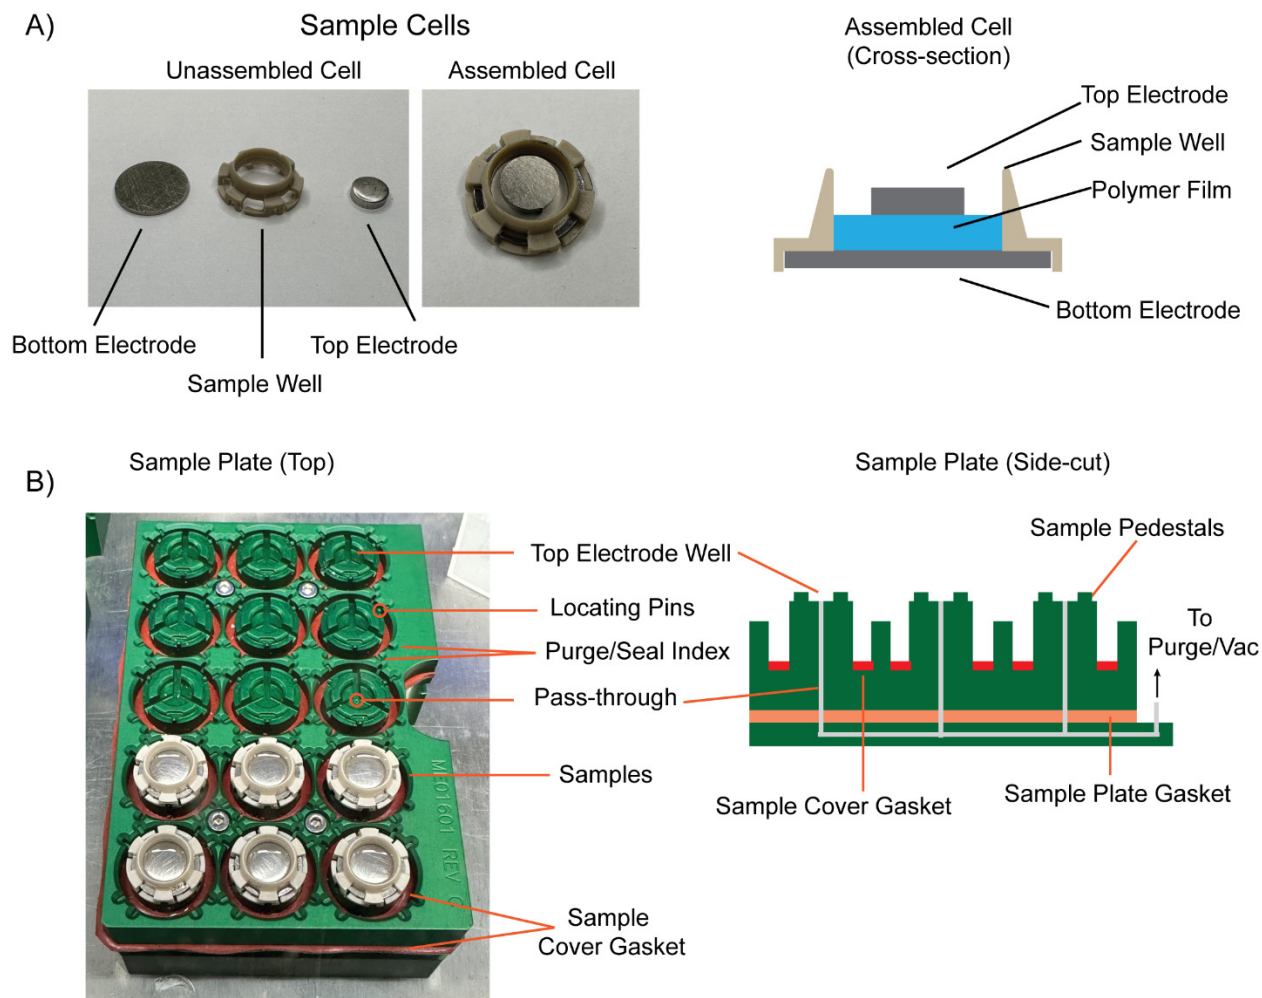 A)
Sample Cells
Unassembled Cell
Assembled Cell
Bottom Electrode
Sample Well
Top Electrode
Assembled Cell
(Cross-section)
Top Electrode
Sample Well
Polymer Film
Bottom Electrode
B)
Sample Plate (Top)
Sample Plate (Side-cut)
Top Electrode Well
Locating Pins
Purge/Seal Index
Pass-through
Samples
Sample
Cover Gasket
Sample Pedestals
To
Purge/Vac
Sample Cover Gasket
Sample Plate Gasket
ME01601 REV